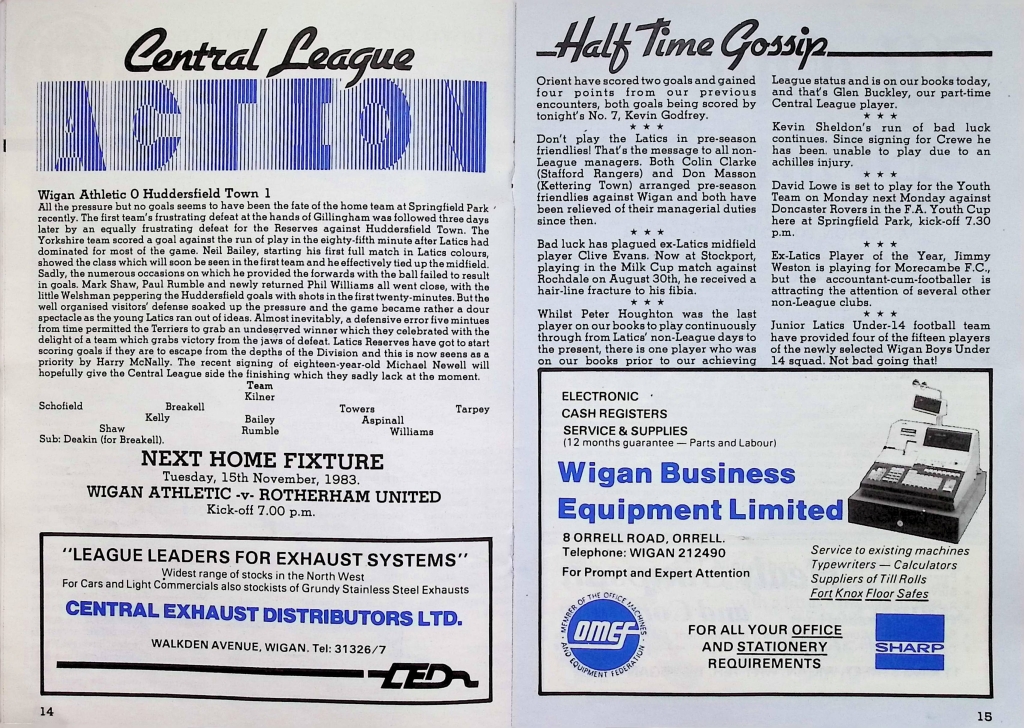 Central League
ACTION
Wigan Athletic 0 Huddersfield Town 1
All the pressure but no goals seems to have been the fate of the home team at Springfield Park
recently. The first team's frustrating defeat at the hands of Gillingham was followed three days
later by an equally frustrating defeat for the Reserves against Huddersfield Town. The
Yorkshire team scored a goal against the run of play in the eighty-fifth minute after Latics had
dominated for most of the game. Neil Bailey, starting his first full match in Latics colours,
showed the class which will soon be seen in the first team and he effectively tied up the midfield.
Sadly, the numerous occasions on which he provided the forwards with the ball failed to result
in goals. Mark Shaw, Paul Rumble and newly returned Phil Williams all went close, with the
little Welshman peppering the Huddersfield goals with shots in the first twenty-minutes. But the
well organised visitors' defense soaked up the pressure and the game became rather a dour
spectacle as the young Latics ran out of ideas. Almost inevitably, a defensive error five mintues
from time permitted the Terriers to grab an undeserved winner which they celebrated with the
delight of a team which grabs victory from the jaws of defeat. Latics Reserves have got to start
scoring goals if they are to escape from the depths of the Division and this now seems as a
priority by Harry McNally. The recent signing of eighteen-year-old Michael Newell will
hopefully give the Central League side the finishing which they sadly lack at the moment.
Team
Kilner
Schofield Breakell Towers Tarpey
Kelly Bailey Aspinall
Shaw Rumble Williams
Sub: Deakin (for Breakell).
NEXT HOME FIXTURE
Tuesday, 15th November, 1983.
WIGAN ATHLETIC -v- ROTHERHAM UNITED
Kick-off 7.00 p.m.
"LEAGUE LEADERS FOR EXHAUST SYSTEMS"
Widest range of stocks in the North West
For Cars and Light Commercials also stockists of Grundy Stainless Steel Exhausts
CENTRAL EXHAUST DISTRIBUTORS LTD.
WALKDEN AVENUE, WIGAN. Tel: 31326/7
CED
14
Half Time Gossip
Orient have scored two goals and gained
four points from our previous
encounters, both goals being scored by
tonight's No. 7, Kevin Godfrey.
★ ★ ★
Don't play the Latics in pre-season
friendlies! That's the message to all non-
League managers. Both Colin Clarke
(Stafford Rangers) and Don Masson
(Kettering Town) arranged pre-season
friendlies against Wigan and both have
been relieved of their managerial duties
since then.
★ ★ ★
Bad luck has plagued ex-Latics midfield
player Clive Evans. Now at Stockport,
playing in the Milk Cup match against
Rochdale on August 30th, he received a
hair-line fracture to his fibia.
★ ★ ★
Whilst Peter Houghton was the last
player on our books to play continuously
through from Latics' non-League days to
the present, there is one player who was
on our books prior to our achieving
League status and is on our books today,
and that's Glen Buckley, our part-time
Central League player.
★ ★ ★
Kevin Sheldon's run of bad luck
continues. Since signing for Crewe he
has been unable to play due to an
achilles injury.
★ ★ ★
David Lowe is set to play for the Youth
Team on Monday next Monday against
Doncaster Rovers in the F.A. Youth Cup
here at Springfield Park, kick-off 7.30
p.m.
★ ★ ★
Ex-Latics Player of the Year, Jimmy
Weston is playing for Morecambe F.C.,
but the accountant-cum-footballer is
attracting the attention of several other
non-League clubs.
★ ★ ★
Junior Latics Under-14 football team
have provided four of the fifteen players
of the newly selected Wigan Boys Under
14 squad. Not bad going that!
ELECTRONIC
CASH REGISTERS
SERVICE & SUPPLIES
(12 months guarantee — Parts and Labour)
Wigan Business
Equipment Limited
8 ORRELL ROAD, ORRELL.
Telephone: WIGAN 212490
For Prompt and Expert Attention
Service to existing machines
Typewriters — Calculators
Suppliers of Till Rolls
Fort Knox Floor Safes
MEMBER OF THE OFFICE MACHINES
OMEF
AND EQUIPMENT FEDERATION
FOR ALL YOUR OFFICE
AND STATIONERY
REQUIREMENTS
SHARP
15